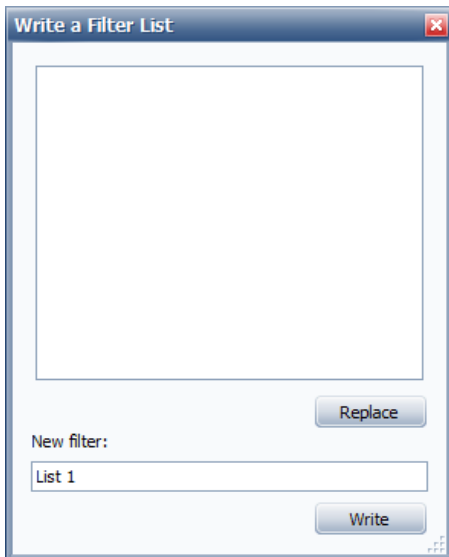 Write a Filter List
Replace
New filter:
List 1
Write